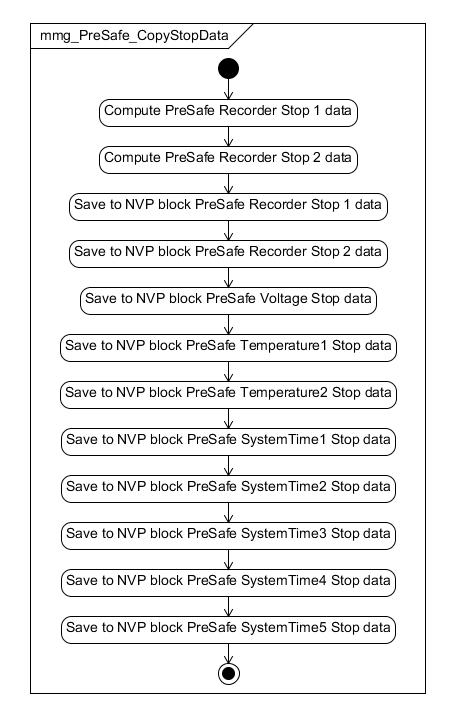 mmg_PreSafe_CopyStopData
Compute PreSafe Recorder Stop 1 data
Compute PreSafe Recorder Stop 2 data
Save to NVP block PreSafe Recorder Stop 1 data
Save to NVP block PreSafe Recorder Stop 2 data
Save to NVP block PreSafe Voltage Stop data
Save to NVP block PreSafe Temperature1 Stop data
Save to NVP block PreSafe Temperature2 Stop data
Save to NVP block PreSafe SystemTime1 Stop data
Save to NVP block PreSafe SystemTime2 Stop data
Save to NVP block PreSafe SystemTime3 Stop data
Save to NVP block PreSafe SystemTime4 Stop data
Save to NVP block PreSafe SystemTime5 Stop data